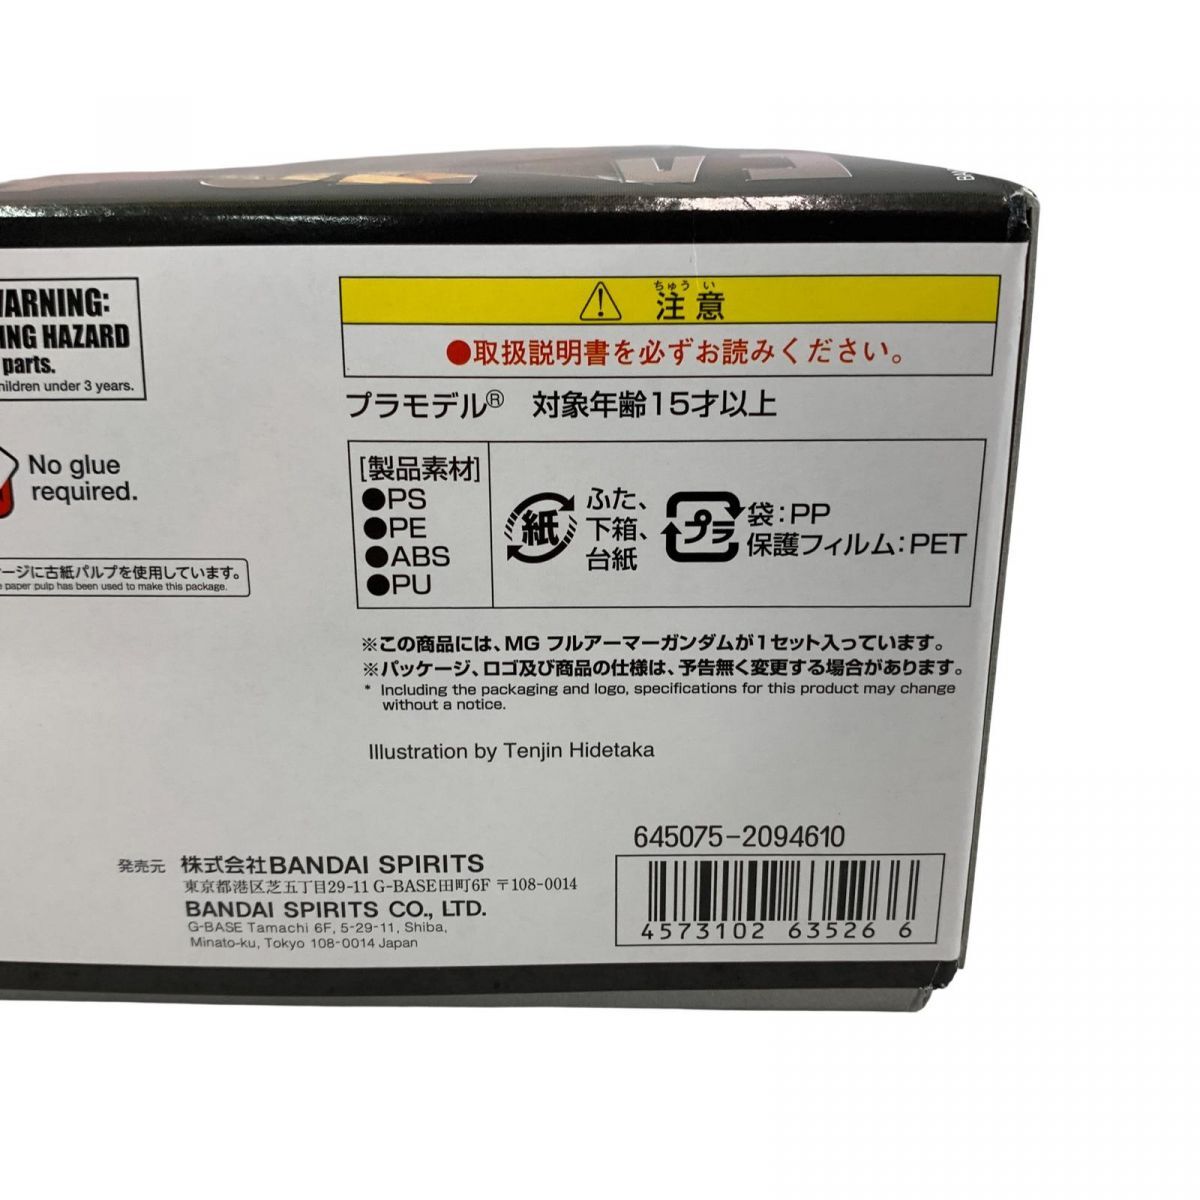 VA
WARNING:
ING HAZARD
parts.
hildren under 3 years.
No glue
required.
ージに古紙パルプを使用しています。
paper pulp has been used to make this package.
ちゅう い
注意
●取扱説明書を必ずお読みください。
プラモデル® 対象年齢15才以上
[製品素材]
●PS
●PE
●ABS
●PU
紙
ふた、
下箱、
台紙
プラ
袋:PP
保護フィルム:PET
※この商品には、MG フルアーマーガンダムが1セット入っています。
※パッケージ、ロゴ及び商品の仕様は、予告無く変更する場合があります。
* Including the packaging and logo, specifications for this product may change
without a notice.
Illustration by Tenjin Hidetaka
645075-2094610
4573102 63526 6
発売元 株式会社BANDAI SPIRITS
東京都港区芝五丁目29-11 G-BASE田町6F 〒108-0014
BANDAI SPIRITS CO., LTD.
G-BASE Tamachi 6F, 5-29-11, Shiba,
Minato-ku, Tokyo 108-0014 Japan